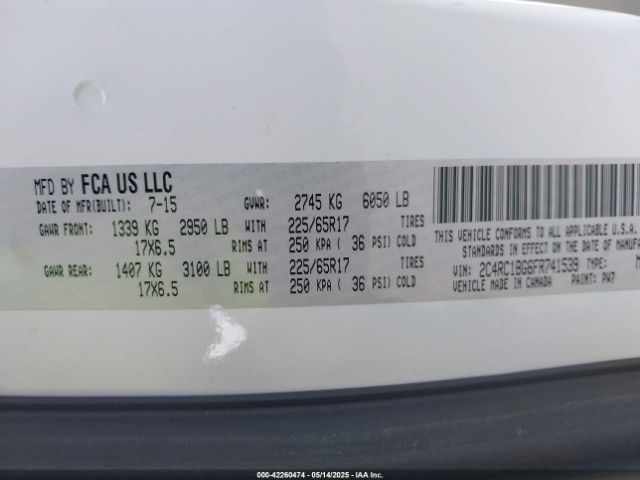 MFD BY FCA US LLC
DATE OF MFR(BUILT): 7-15 GVWR: 2745 KG 6050 LB
GAWR FRONT: 1339 KG 2950 LB WITH 225/65R17 TIRES
17X6.5 RIMS AT 250 KPA ( 36 PSI) COLD
GAWR REAR: 1407 KG 3100 LB WITH 225/65R17 TIRES
17X6.5 RIMS AT 250 KPA ( 36 PSI) COLD
THIS VEHICLE CONFORMS TO ALL APPLICABLE U.S.A.
STANDARDS IN EFFECT ON THE DATE OF MANUFA
VIN: 2C4RC1BG6FR741539 TYPE: M
VEHICLE MADE IN CANADA PAINT: PW7
000-42260474 05/14/2025 IAA Inc.